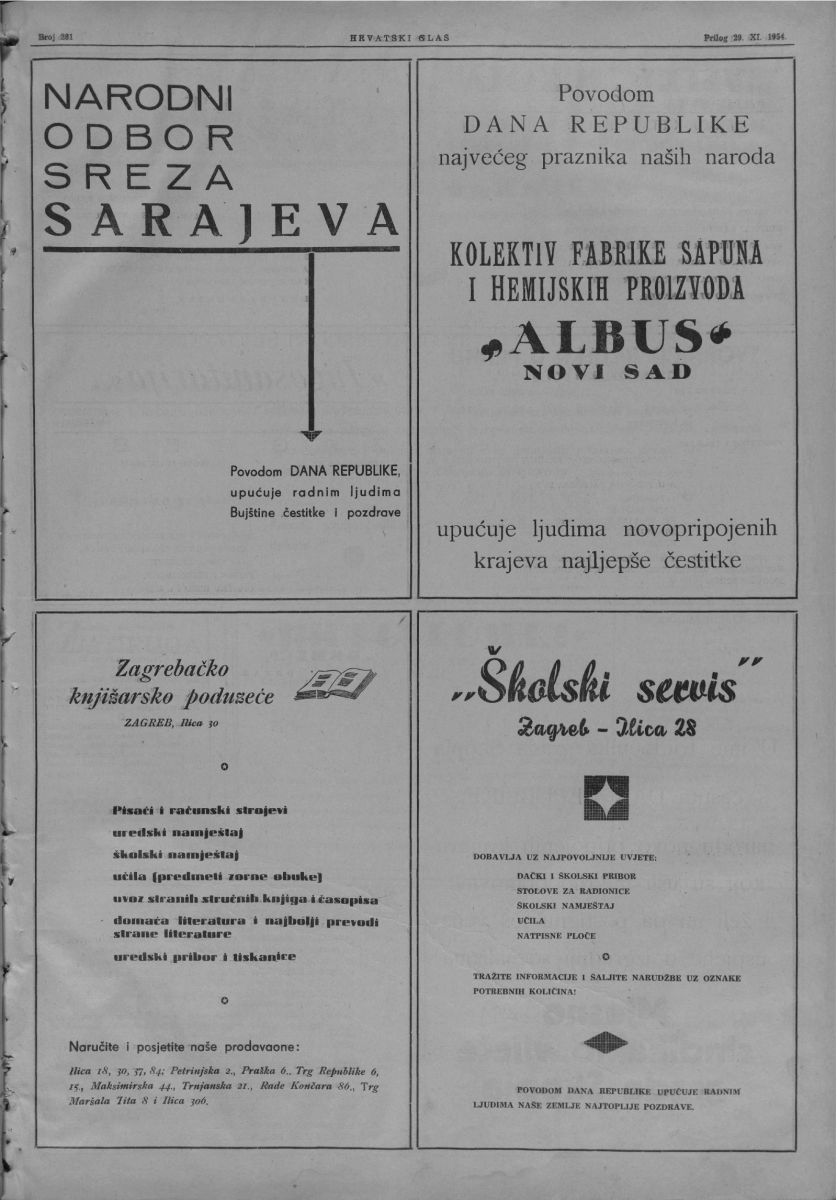 Broj 281
HRVATSKI GLAS
Prilog 29. XI. 1954.
NARODNI
ODBOR
SREZA
SARAJEVA
Povodom DANA REPUBLIKE,
upućuje radnim ljudima
Bujštine čestitke i pozdrave
Povodom
DANA REPUBLIKE
najvećeg praznika naših naroda
KOLEKTIV FABRIKE SAPUNA
I HEMIJSKIH PROIZVODA
„ALBUS“
NOVI SAD
upućuje ljudima novopripojenih
krajeva najljepše čestitke
Zagrebačko
knjižarsko poduzeće
ZAGREB, Ilica 30
Pisaći i računski strojevi
uredski namještaj
školski namještaj
učila (predmeti zorne obuke)
uvoz stranih stručnih knjiga i časopisa
domaća literatura i najbolji prevodi
strane literature
uredski pribor i tiskanice
Naručite i posjetite naše prodavaone:
Ilica 18, 30, 37, 84; Petrinjska 2., Praška 6.. Trg Republike 6,
15., Maksimirska 44., Trnjanska 21., Rade Končara 86., Trg
Maršala Tita 8 i Ilica 306.
„Školski servis”
Zagreb – Ilica 28
DOBAVLJA UZ NAJPOVOLJNIJE UVJETE:
ĐAČKI I ŠKOLSKI PRIBOR
STOLOVE ZA RADIONICE
ŠKOLSKI NAMJEŠTAJ
UČILA
NATPISNE PLOČE
TRAŽITE INFORMACIJE I SALJITE NARUDŽBE UZ OZNAKE
POTREBNIH KOLIČINA!
POVODOM DANA REPUBLIKE UPUĆUJE RADNIM
LJUDIMA NAŠE ZEMLJE NAJTOPLIJE POZDRAVE.